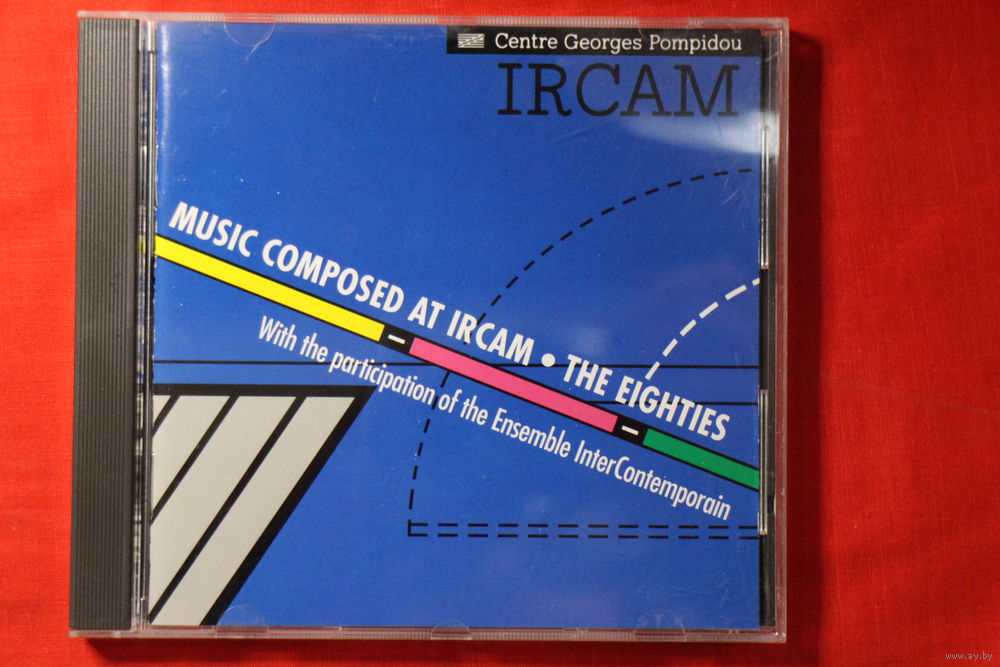 Centre Georges Pompidou
IRCAM
MUSIC COMPOSED AT IRCAM • THE EIGHTIES
With the participation of the Ensemble InterContemporain
www.ay.by